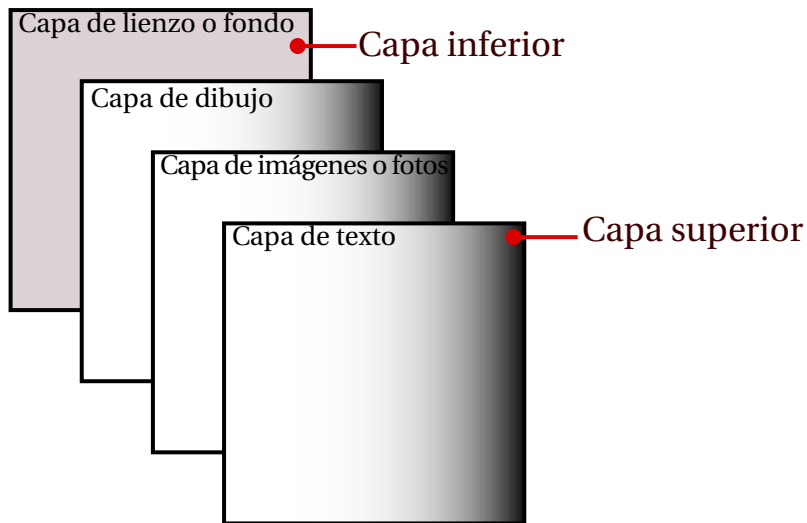 Capa de lienzo o fondo
Capa inferior
Capa de dibujo
Capa de imágenes o fotos
Capa de texto
Capa superior